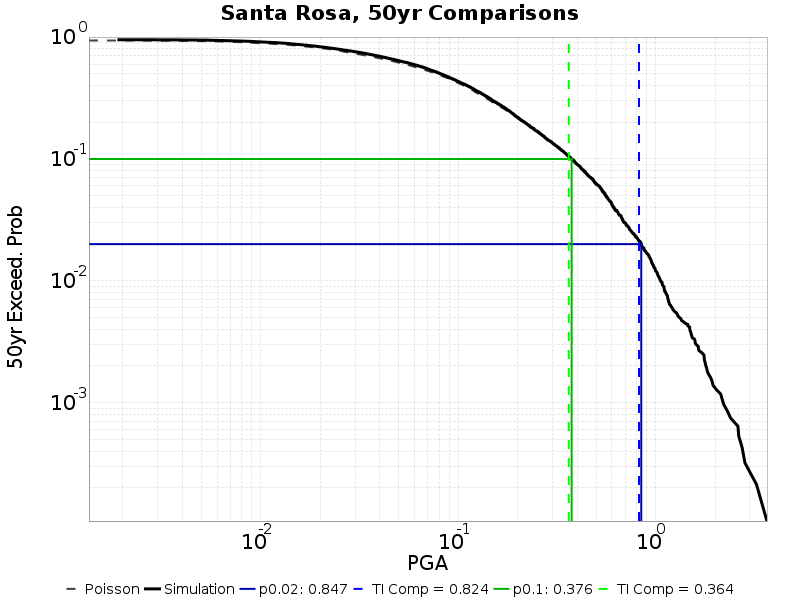 Santa Rosa, 50yr Comparisons
10^0
10^-1
10^-2
10^-3
50yr Exceed. Prob
10^-2 10^-1 10^0
PGA
Poisson Simulation p0.02: 0.847 TI Comp = 0.824 p0.1: 0.376 TI Comp = 0.364